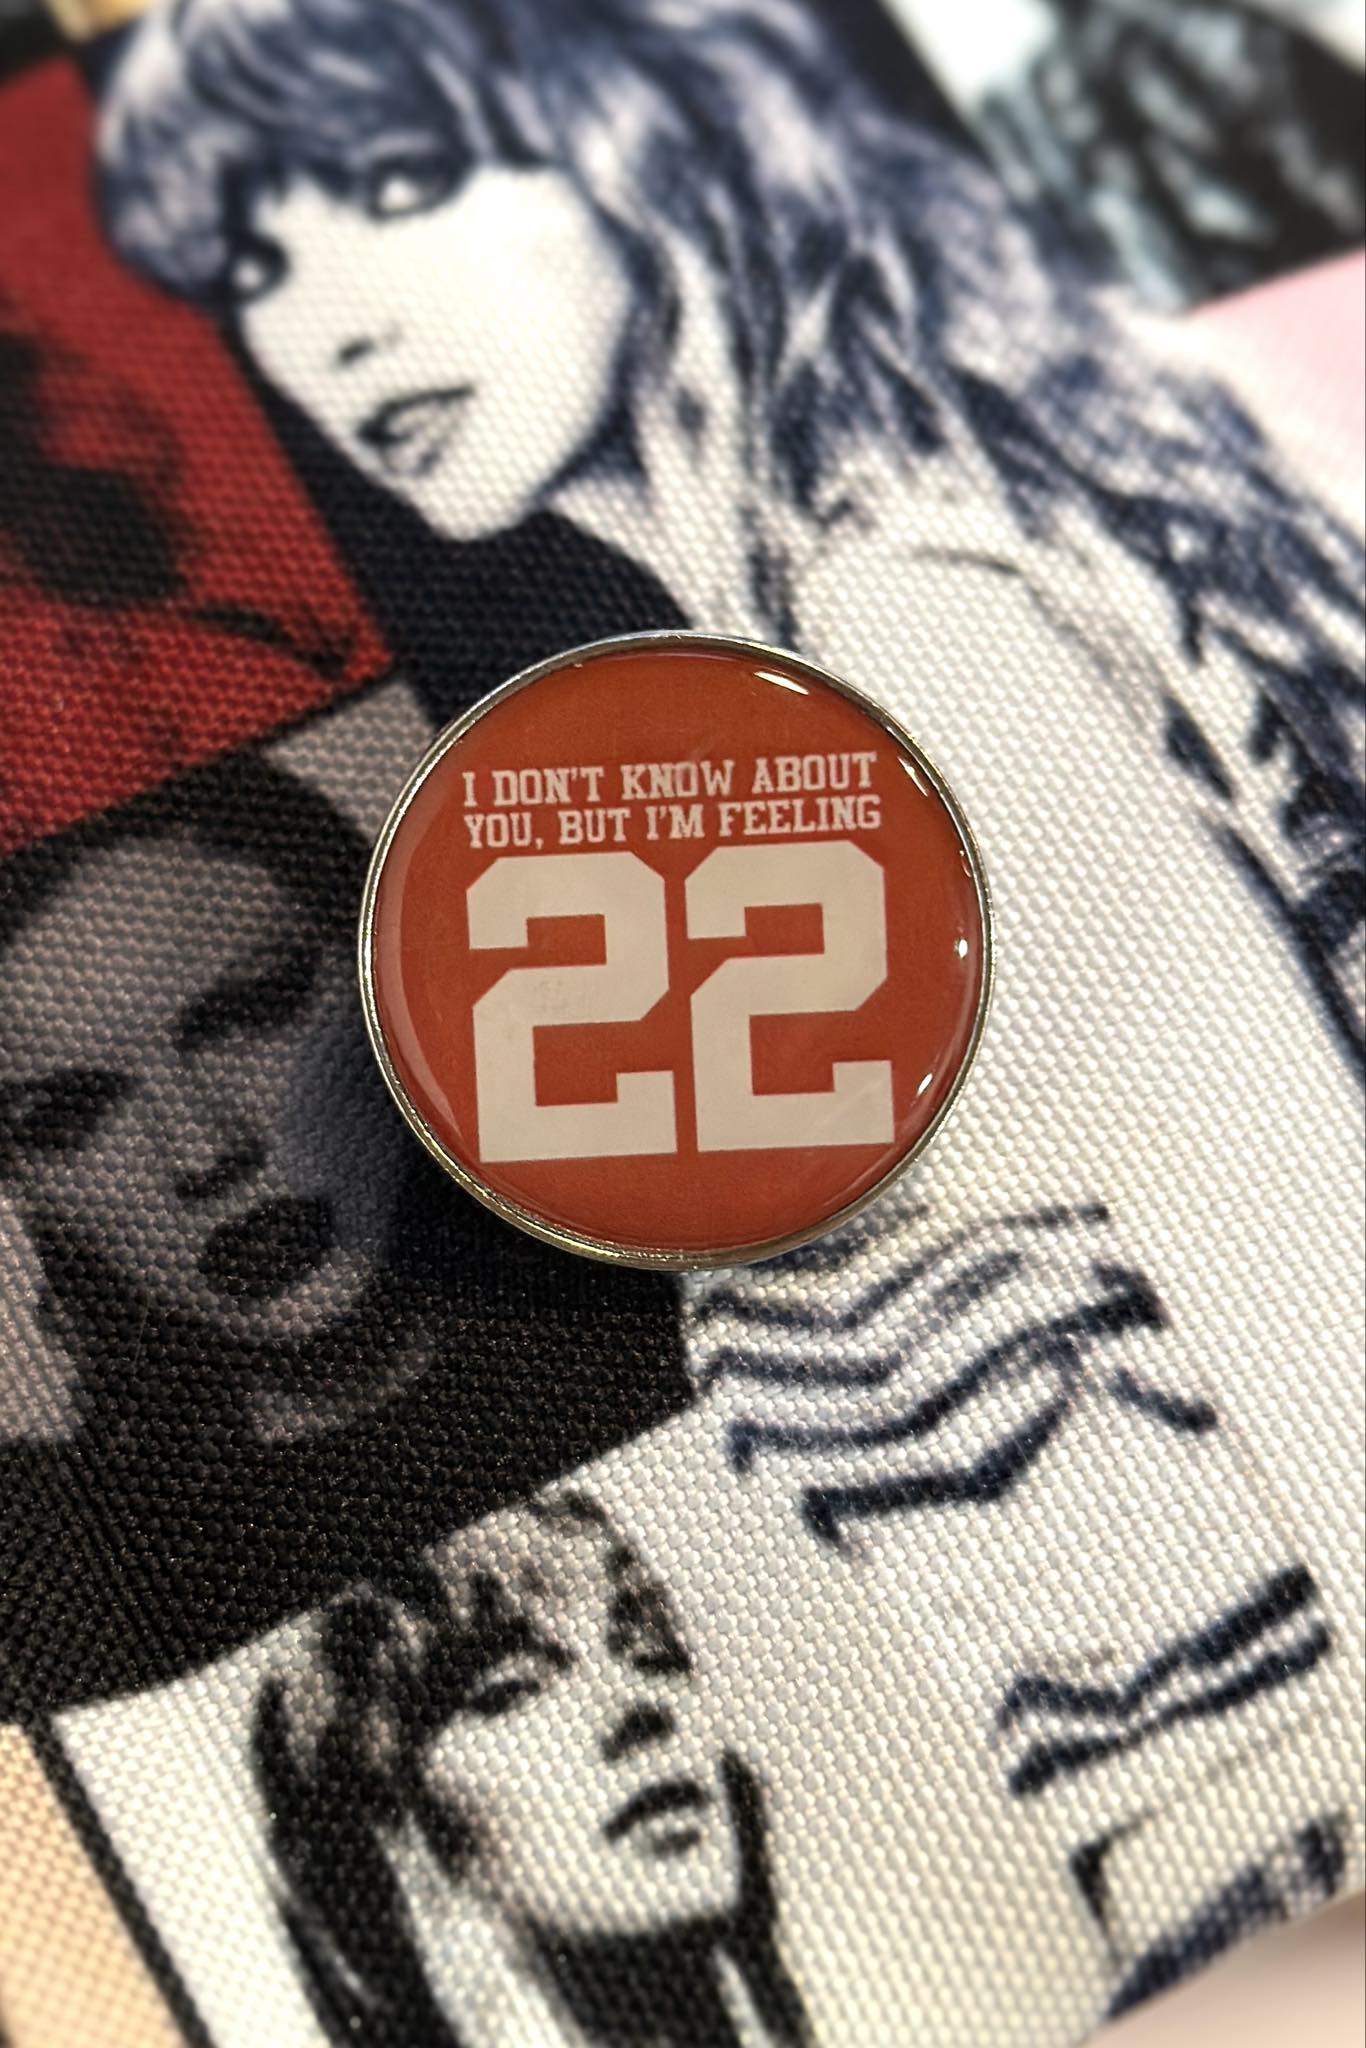 I DON'T KNOW ABOUT
YOU, BUT I'M FEELING
22